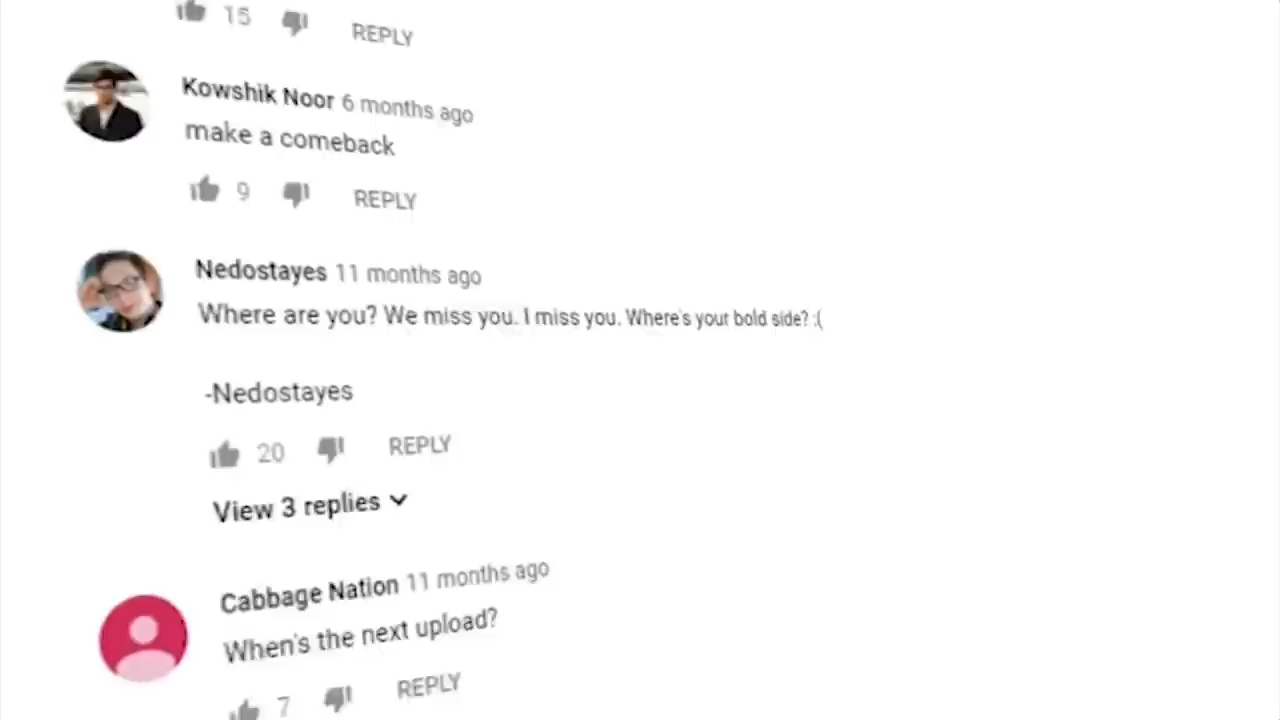 15 REPLY
Kowshik Noor 6 months ago
make a comeback
9 REPLY
Nedostayes 11 months ago
Where are you? We miss you. I miss you. Where's your bold side? :(
-Nedostayes
20 REPLY
View 3 replies
Cabbage Nation 11 months ago
When's the next upload?
7 REPLY